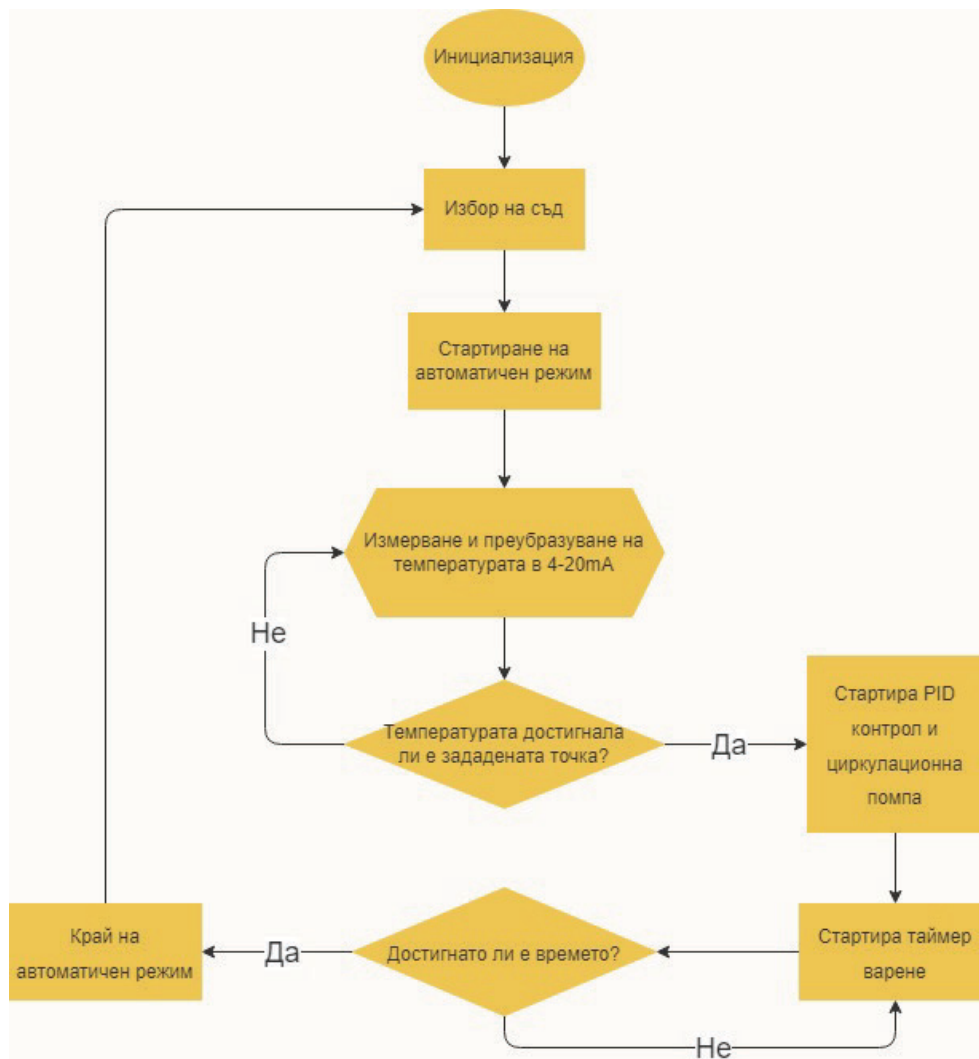 Инициализация
Избор на съд
Стартиране на
автоматичен режим
Измерване и преубразуване на
температурата в 4-20mA
Не
Температурата достигнала
ли е зададената точка?
Да
Стартира PID
контрол и
циркулационна
помпа
Стартира таймер
варене
Достигнато ли е времето?
Не
Да
Край на
автоматичен режим